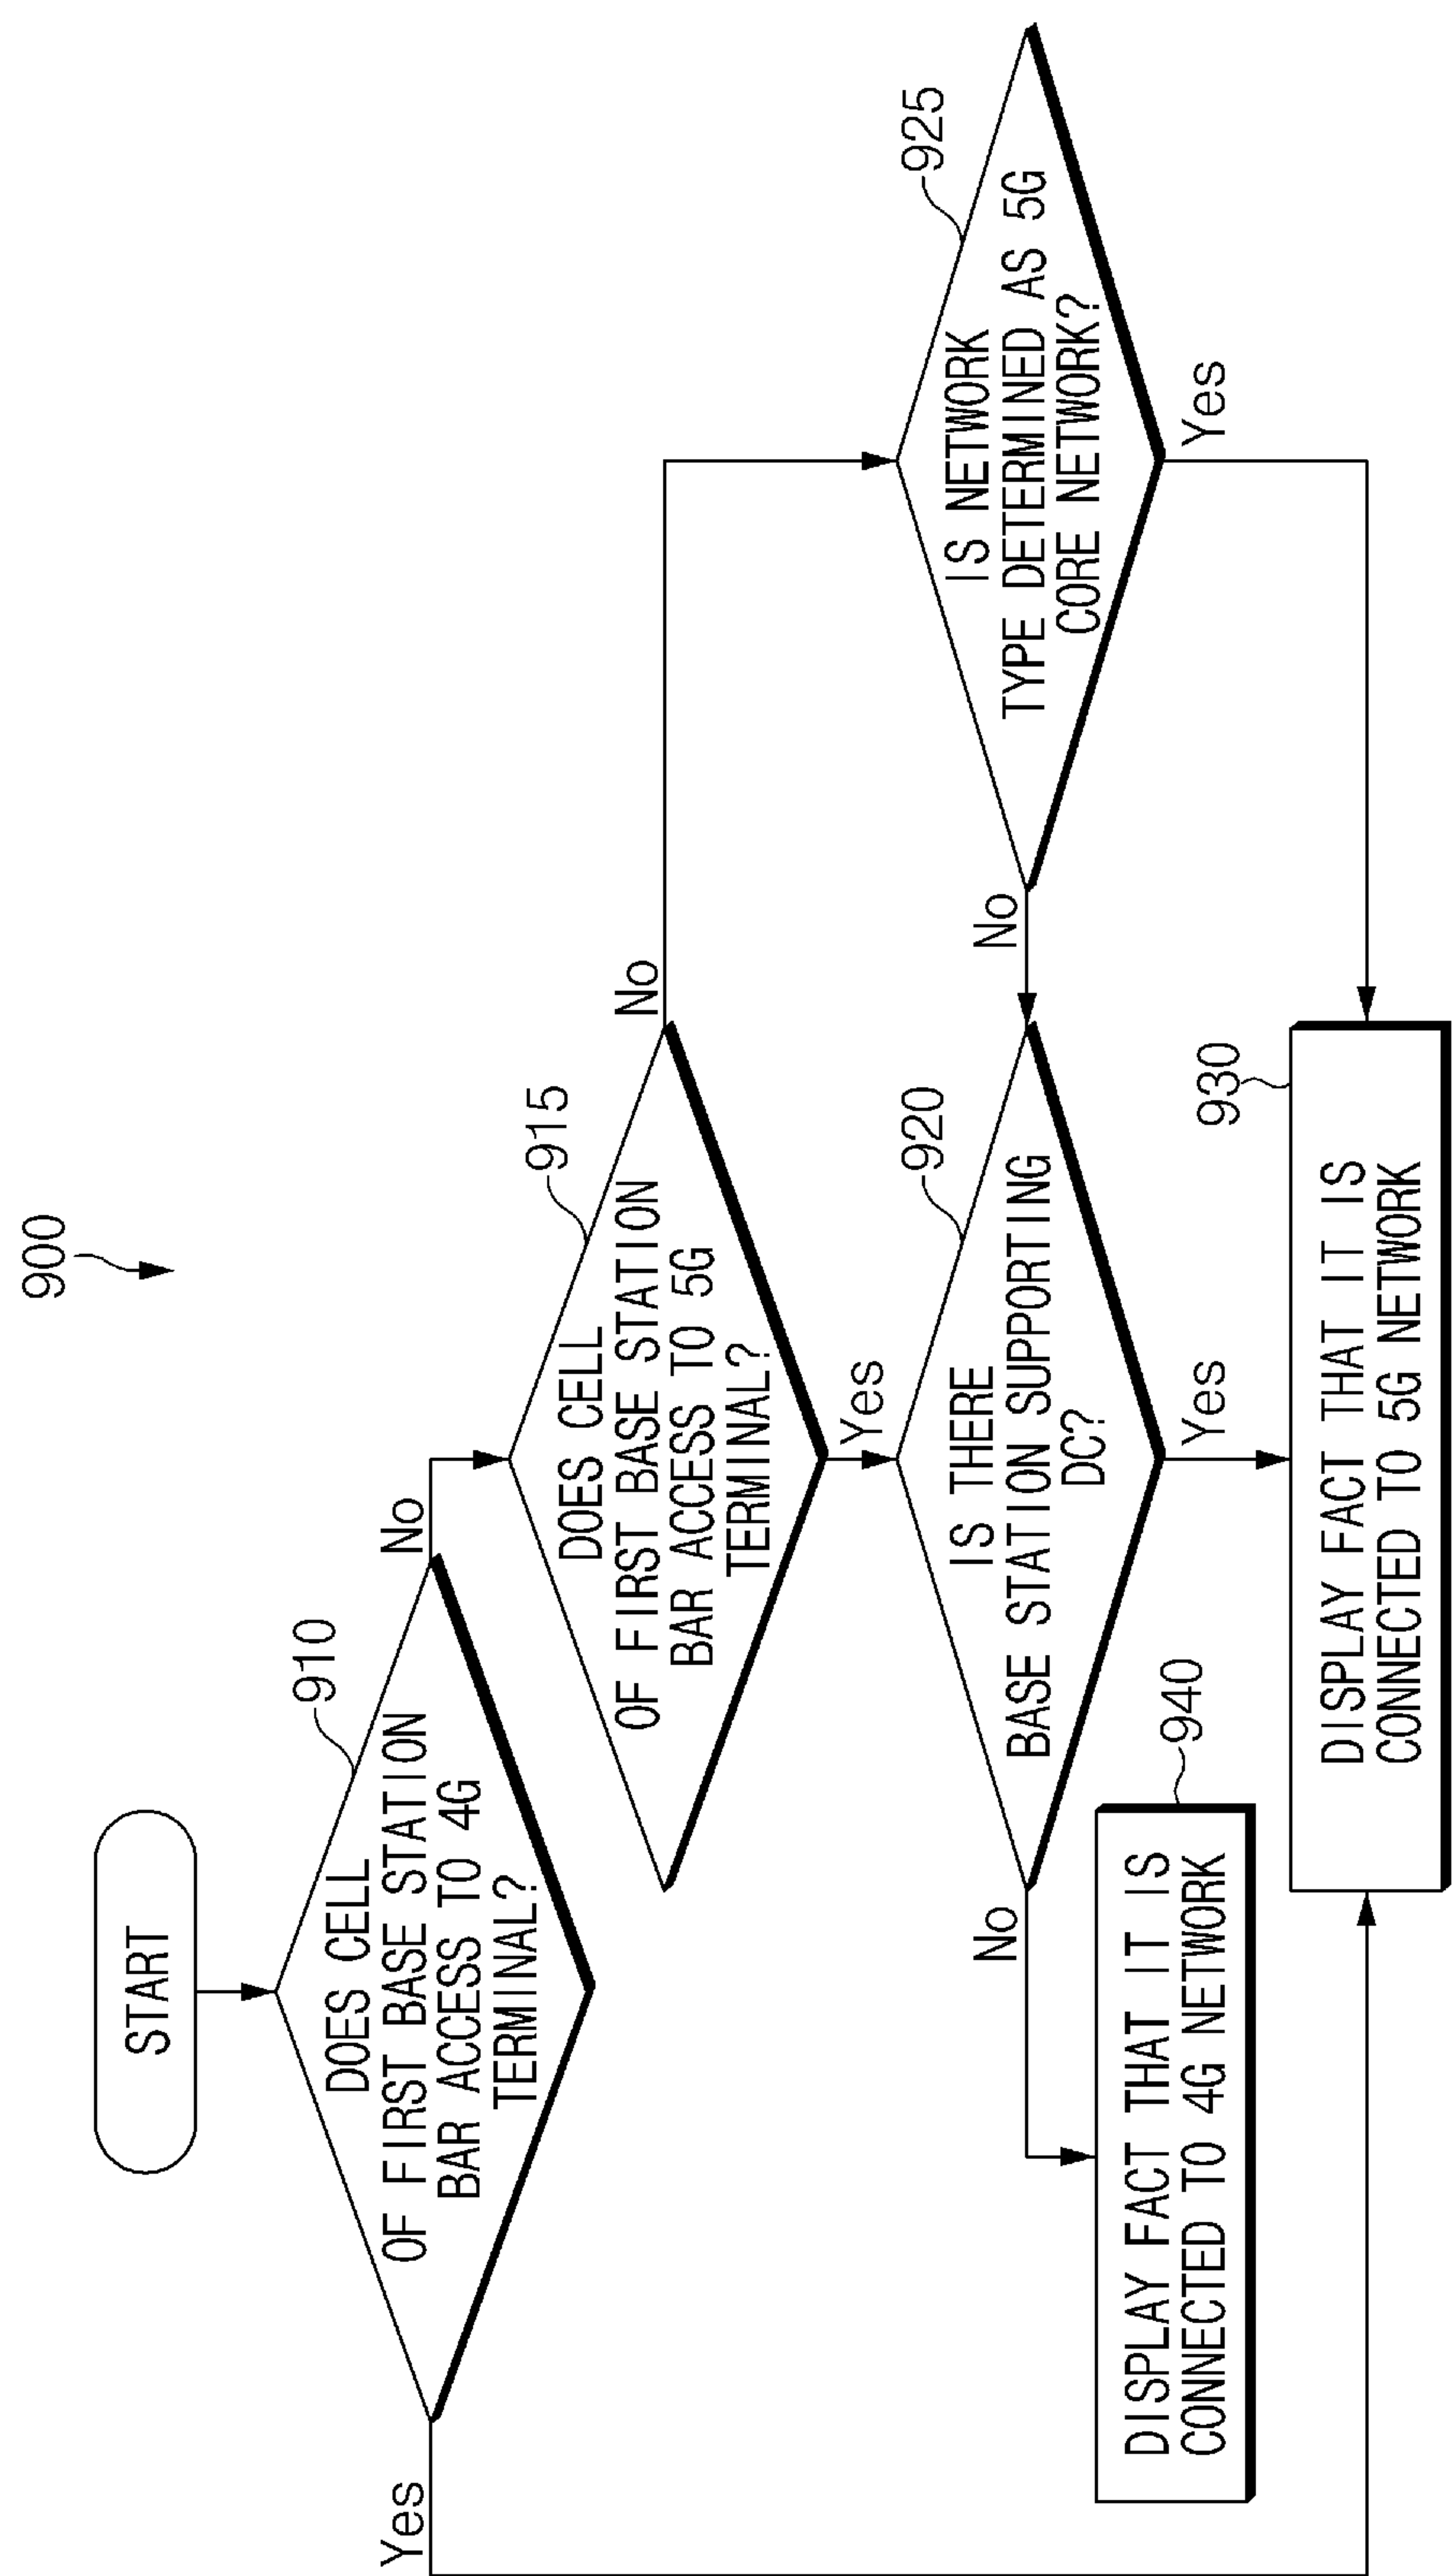 900
START
DOES CELL
OF FIRST BASE STATION
BAR ACCESS TO 4G
TERMINAL?
910
Yes
No
DOES CELL
OF FIRST BASE STATION
BAR ACCESS TO 5G
TERMINAL?
915
No
Yes
IS THERE
BASE STATION SUPPORTING
DC?
920
No
Yes
IS NETWORK
TYPE DETERMINED AS 5G
CORE NETWORK?
925
No
Yes
DISPLAY FACT THAT IT IS
CONNECTED TO 4G NETWORK
940
DISPLAY FACT THAT IT IS
CONNECTED TO 5G NETWORK
930